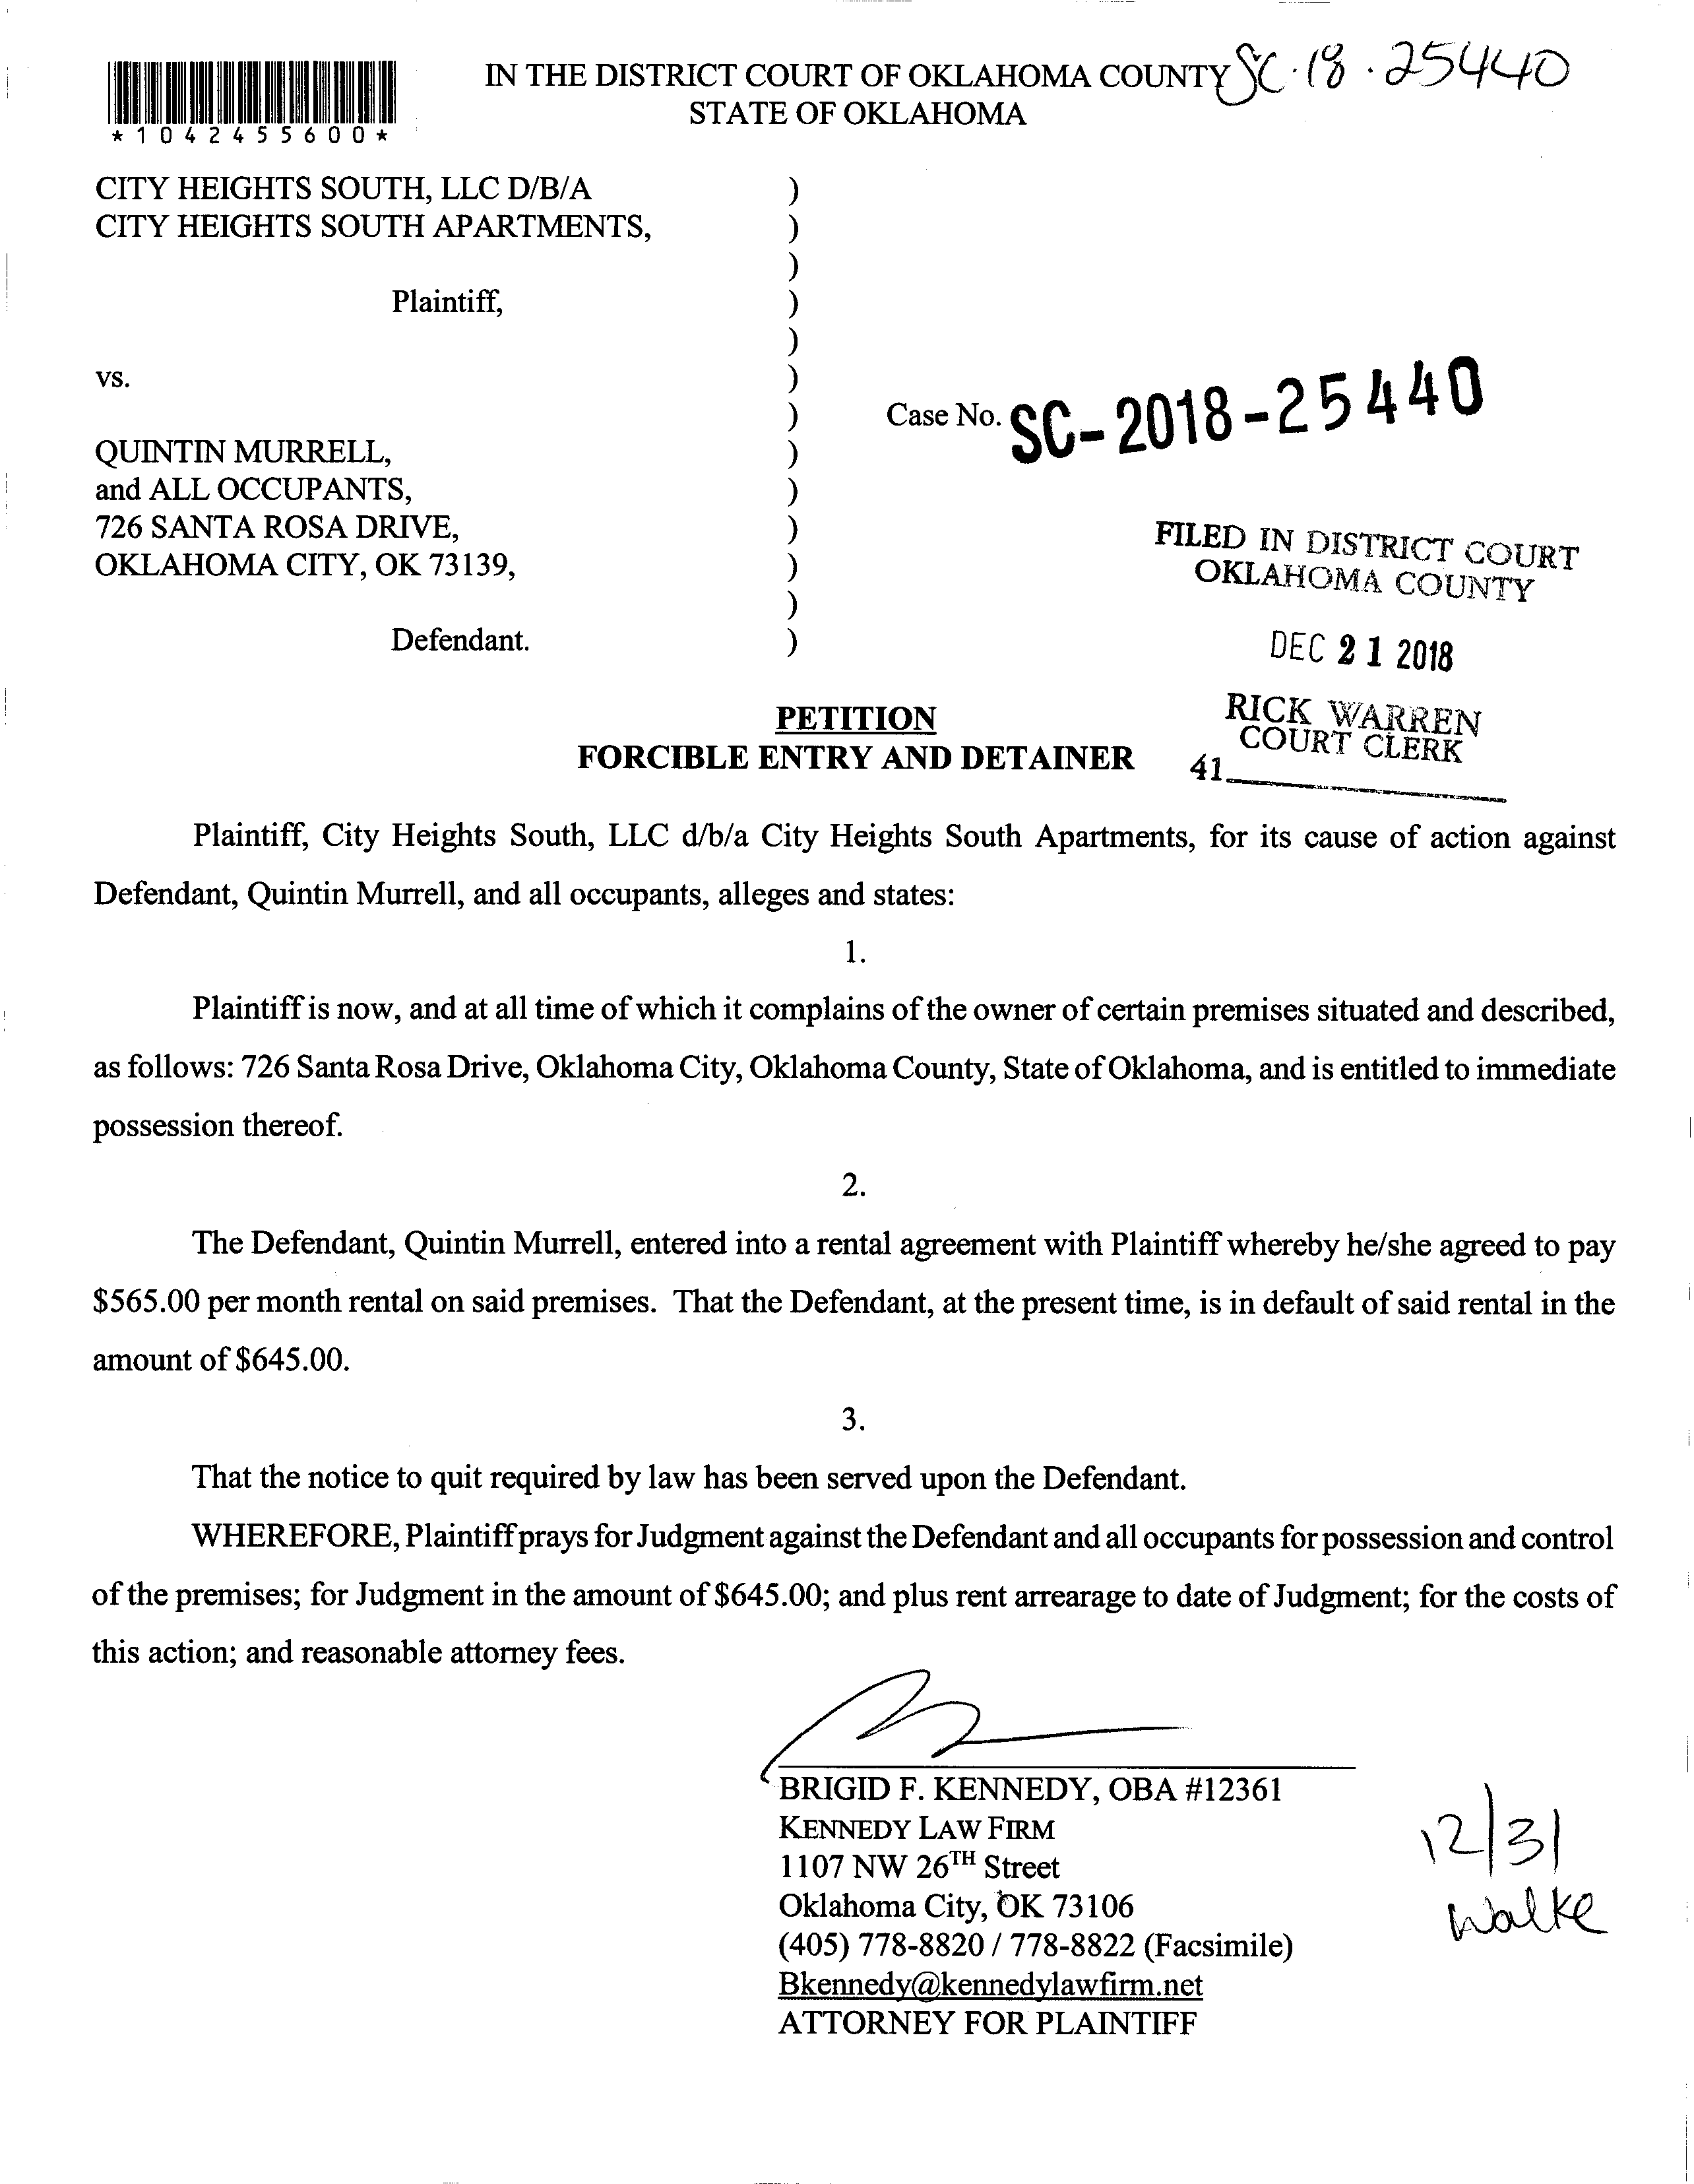 IN THE DISTRICT COURT OF OKLAHOMA COUNTY SC-18-25440
STATE OF OKLAHOMA
*1042455600*
CITY HEIGHTS SOUTH, LLC D/B/A )
CITY HEIGHTS SOUTH APARTMENTS, )
)
Plaintiff, )
)
vs. )
) Case No. SC-2018-25440
QUINTIN MURRELL, )
and ALL OCCUPANTS, )
726 SANTA ROSA DRIVE, )
OKLAHOMA CITY, OK 73139, )
)
Defendant. )
FILED IN DISTRICT COURT
OKLAHOMA COUNTY
DEC 21 2018
RICK WARREN
COURT CLERK
41
PETITION
FORCIBLE ENTRY AND DETAINER
Plaintiff, City Heights South, LLC d/b/a City Heights South Apartments, for its cause of action against
Defendant, Quintin Murrell, and all occupants, alleges and states:
1.
Plaintiff is now, and at all time of which it complains of the owner of certain premises situated and described,
as follows: 726 Santa Rosa Drive, Oklahoma City, Oklahoma County, State of Oklahoma, and is entitled to immediate
possession thereof.
2.
The Defendant, Quintin Murrell, entered into a rental agreement with Plaintiff whereby he/she agreed to pay
$565.00 per month rental on said premises. That the Defendant, at the present time, is in default of said rental in the
amount of $645.00.
3.
That the notice to quit required by law has been served upon the Defendant.
WHEREFORE, Plaintiff prays for Judgment against the Defendant and all occupants for possession and control
of the premises; for Judgment in the amount of $645.00; and plus rent arrearage to date of Judgment; for the costs of
this action; and reasonable attorney fees.
BRIGID F. KENNEDY, OBA #12361
KENNEDY LAW FIRM
1107 NW 26TH Street
Oklahoma City, OK 73106
(405) 778-8820 / 778-8822 (Facsimile)
Bkennedy@kennedylawfirm.net
ATTORNEY FOR PLAINTIFF
12/31
Walke